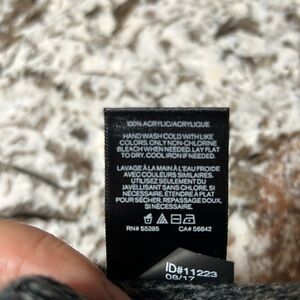 100% ACRYLIC/ACRYLIQUE
HAND WASH COLD WITH LIKE
COLORS. ONLY NON-CHLORINE
BLEACH WHEN NEEDED. LAY FLAT
TO DRY. COOL IRON IF NEEDED.
LAVAGE À LA MAIN À L'EAU FROIDE
AVEC COULEURS SIMILAIRES.
UTILISEZ SEULEMENT DU
JAVELLISANT SANS CHLORE. SI
NÉCESSAIRE. ÉTENDRE À PLAT
POUR SÉCHER. REPASSAGE DOUX,
SI NÉCESSAIRE.
RN# 55285 CA# 56642
ID#11223
09/17